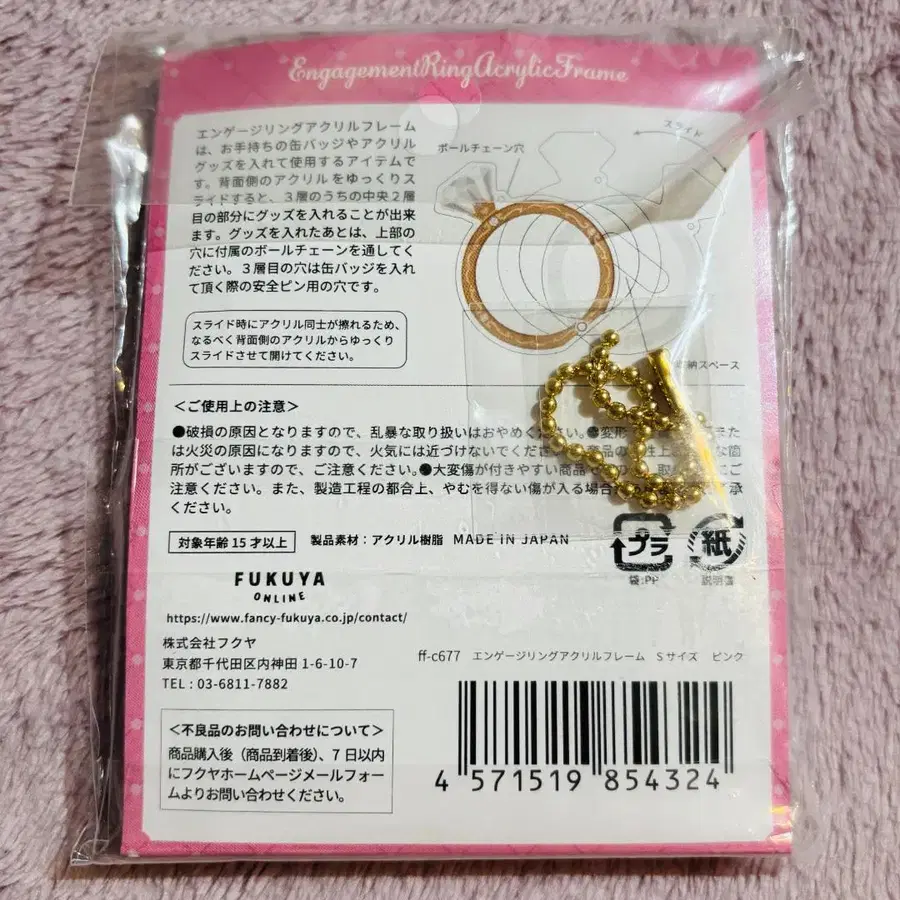 EngagementRingAcrylicFrame
エンゲージリングアクリルフレーム
は、お手持ちの缶バッジやアクリル
グッズを入れて使用するアイテムで
す。背面側のアクリルをゆっくりス
ライドすると、3層のうちの中央2層
目の部分にグッズを入れることが出来
ます。グッズを入れたあとは、上部の
穴に付属のボールチェーンを通してく
ださい。3層目の穴は缶バッジを入れ
て頂く際の安全ピン用の穴です。
ボールチェーン穴
スライド
納スペース
スライド時にアクリル同士が擦れるため、
なるべく背面側のアクリルからゆっくり
スライドさせて開けてください。
<ご使用上の注意>
●破損の原因となりますので、乱暴な取り扱いはおやめください。●変形 また
は火災の原因になりますので、火気には近づけないでくだ 商品の 性上 な箇
所がございますので、ご注意ください。●大変傷が付きやすい商品で 取 にご
注意ください。また、製造工程の都合上、やむを得ない傷が入る場合 承
ください。
対象年齢15才以上
製品素材:アクリル樹脂 MADE IN JAPAN
プラ
袋:PP
紙
説明書
FUKUYA
ONLINE
https://www.fancy-fukuya.co.jp/contact/
株式会社フクヤ
東京都千代田区内神田1-6-10-7
TEL : 03-6811-7882
ff-c677 エンゲージリングアクリルフレーム Sサイズ ピンク
<不良品のお問い合わせについて>
商品購入後(商品到着後)、7日以内
にフクヤホームページメールフォー
ムよりお問い合わせください。
4 571519 854324